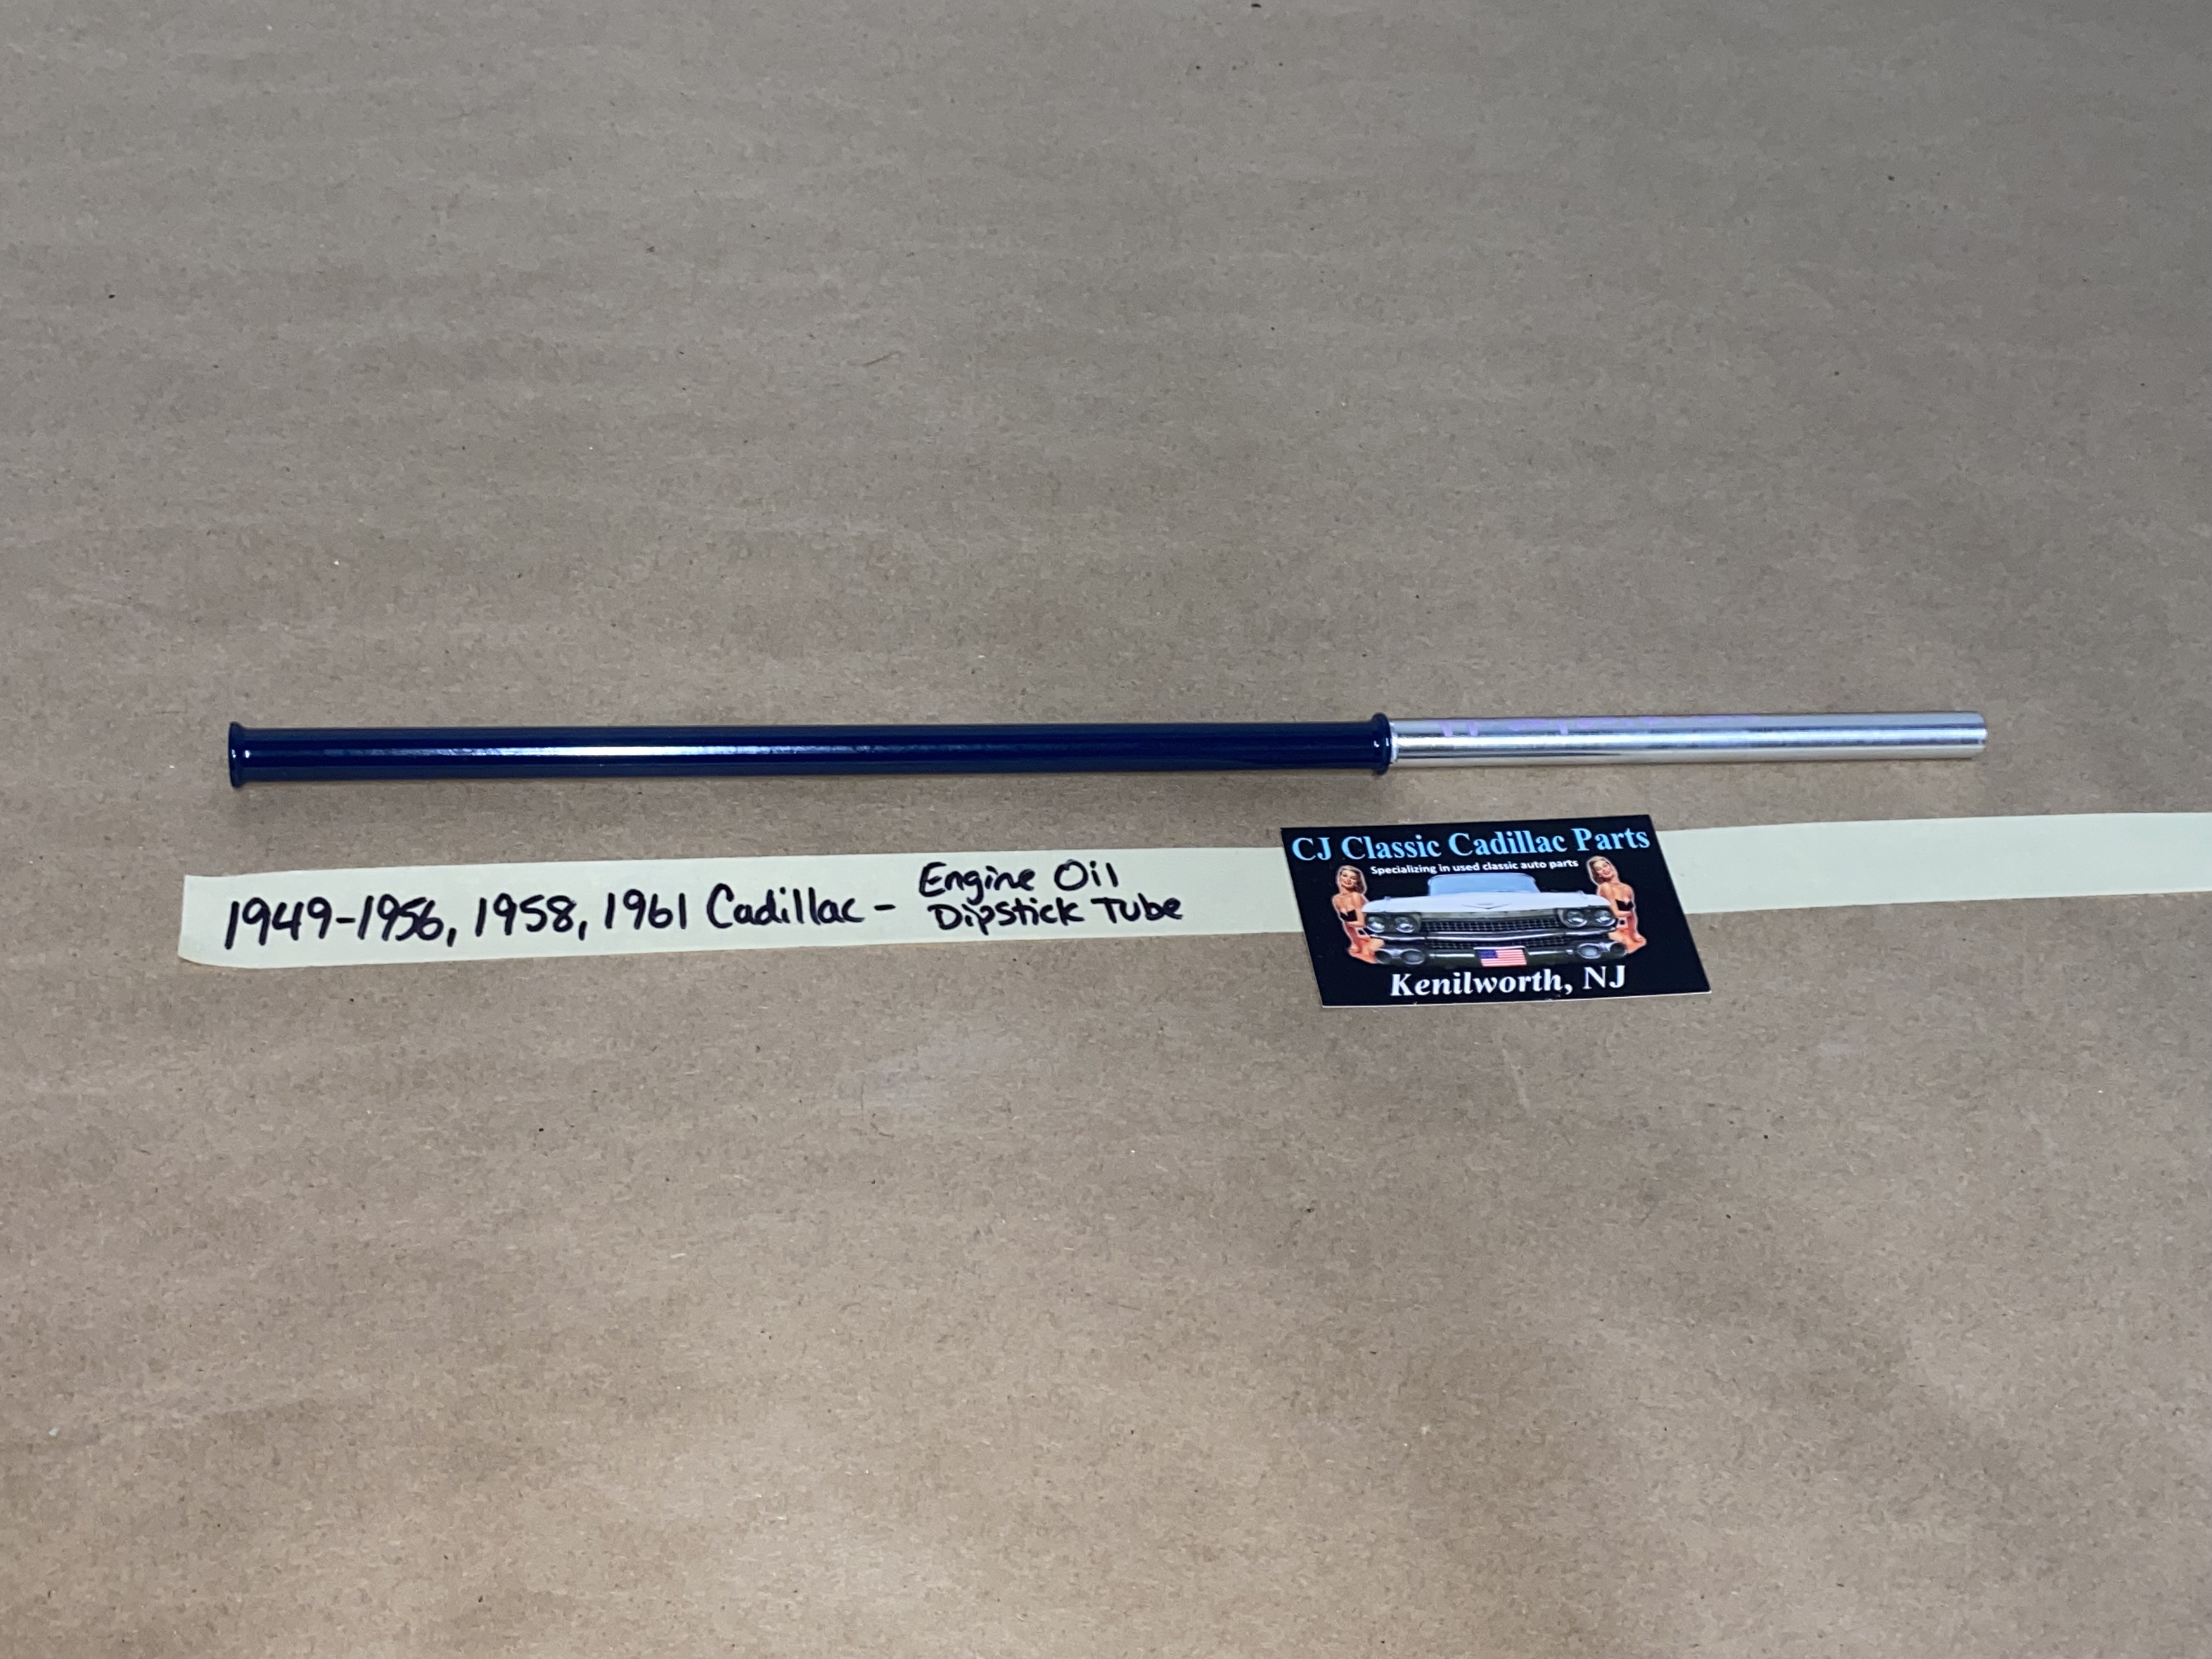 1949-1956, 1958, 1961 Cadillac - Engine Oil
Dipstick Tube
CJ Classic Cadillac Parts
Specializing in used classic auto parts
Kenilworth, NJ